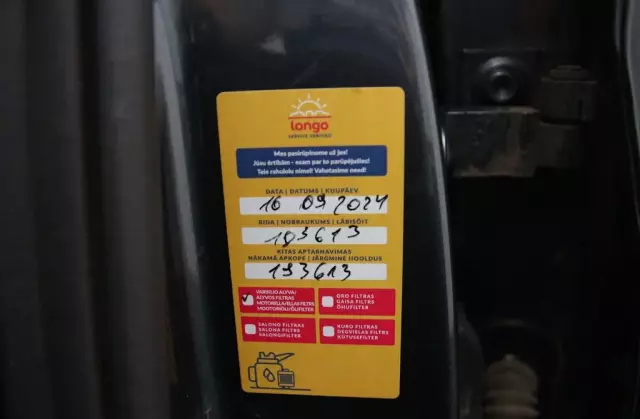 longo
SERVICE CENTERS
Mes pasirūpinome už jus!
Jūsu ērtībām - esam par to parūpējušies!
Teie rahulolu nimel! Vahetasime need!
DATA | DATUMS | KUUPÄEV
16 09 2024
RIDA | NOBRAUKUMS | LÄBISÕIT
183613
KITAS APTARNAVIMAS
NĀKAMĀ APKOPE | JÄRGMINE HOOLDUS
193613
VARIKLIO ALYVA/
ALYVOS FILTRAS
MOTOREĻĻA/EĻĻAS FILTRS
MOOTORIÕLI/ÕLIFILTER
ORO FILTRAS
GAISA FILTRS
ÕHUFILTER
SALONO FILTRAS
SALONA FILTRS
SALONGIFILTER
KURO FILTRAS
DEGVIELAS FILTRS
KÜTUSEFILTER